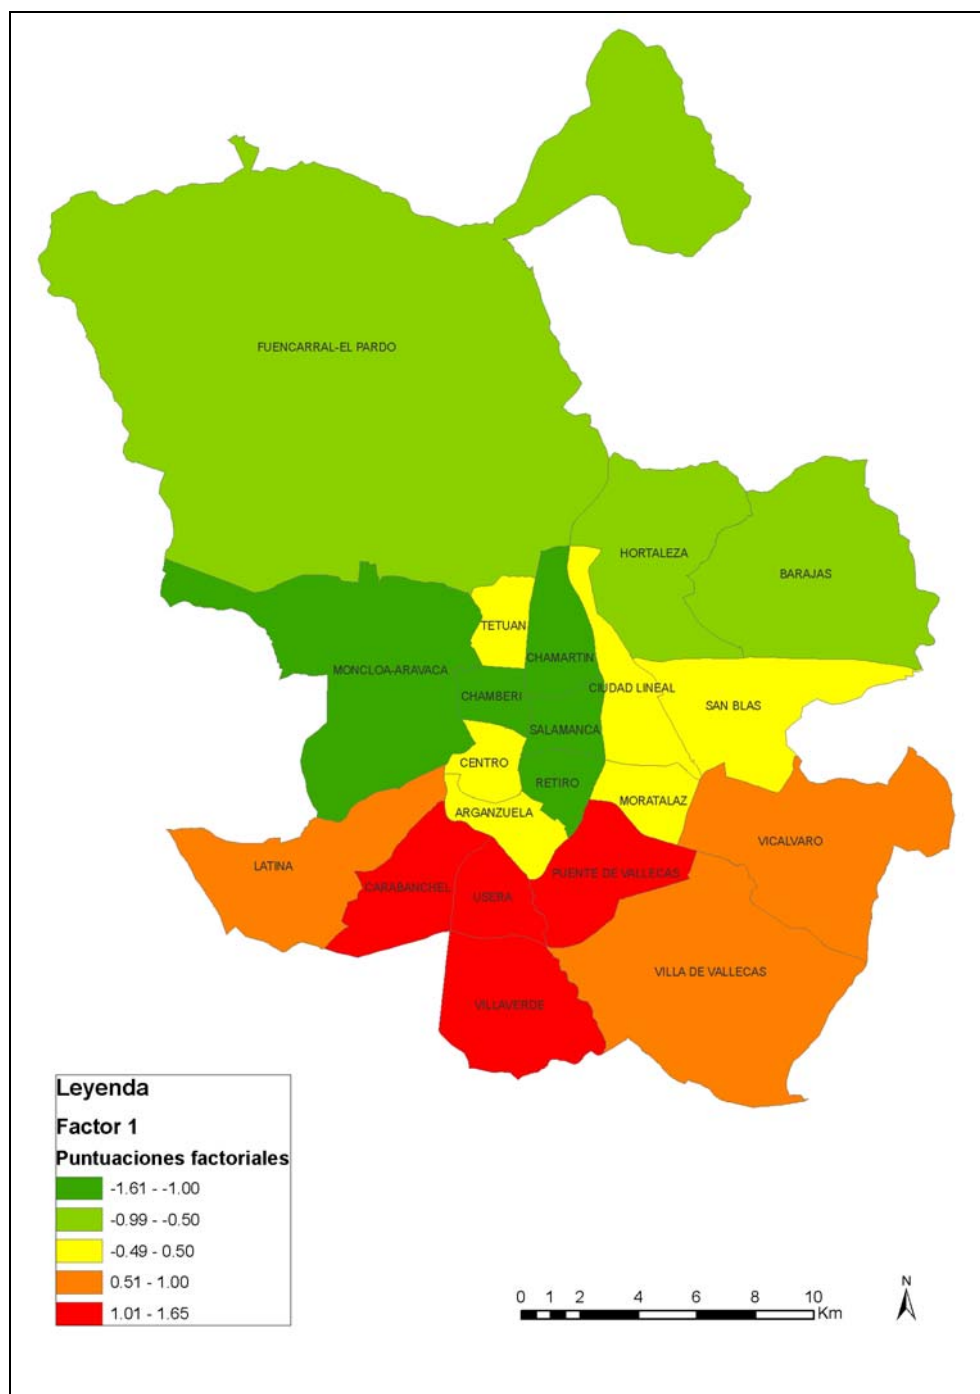 FUENCARRAL-EL PARDO
HORTALEZA
BARAJAS
TETUAN
CHAMARTIN
MONCLOA-ARAVACA
CIUDAD LINEAL
CHAMBERI
SAN BLAS
SALAMANCA
CENTRO
RETIRO
MORATALAZ
ARGANZUELA
VICALVARO
LATINA
PUENTE DE VALLECAS
CARABANCHEL
USERA
VILLA DE VALLECAS
VILLAVERDE
Leyenda
Factor 1
Puntuaciones factoriales
-1.61 - -1.00
-0.99 - -0.50
-0.49 - 0.50
0.51 - 1.00
1.01 - 1.65
N
0 1 2 4 6 8 10
Km